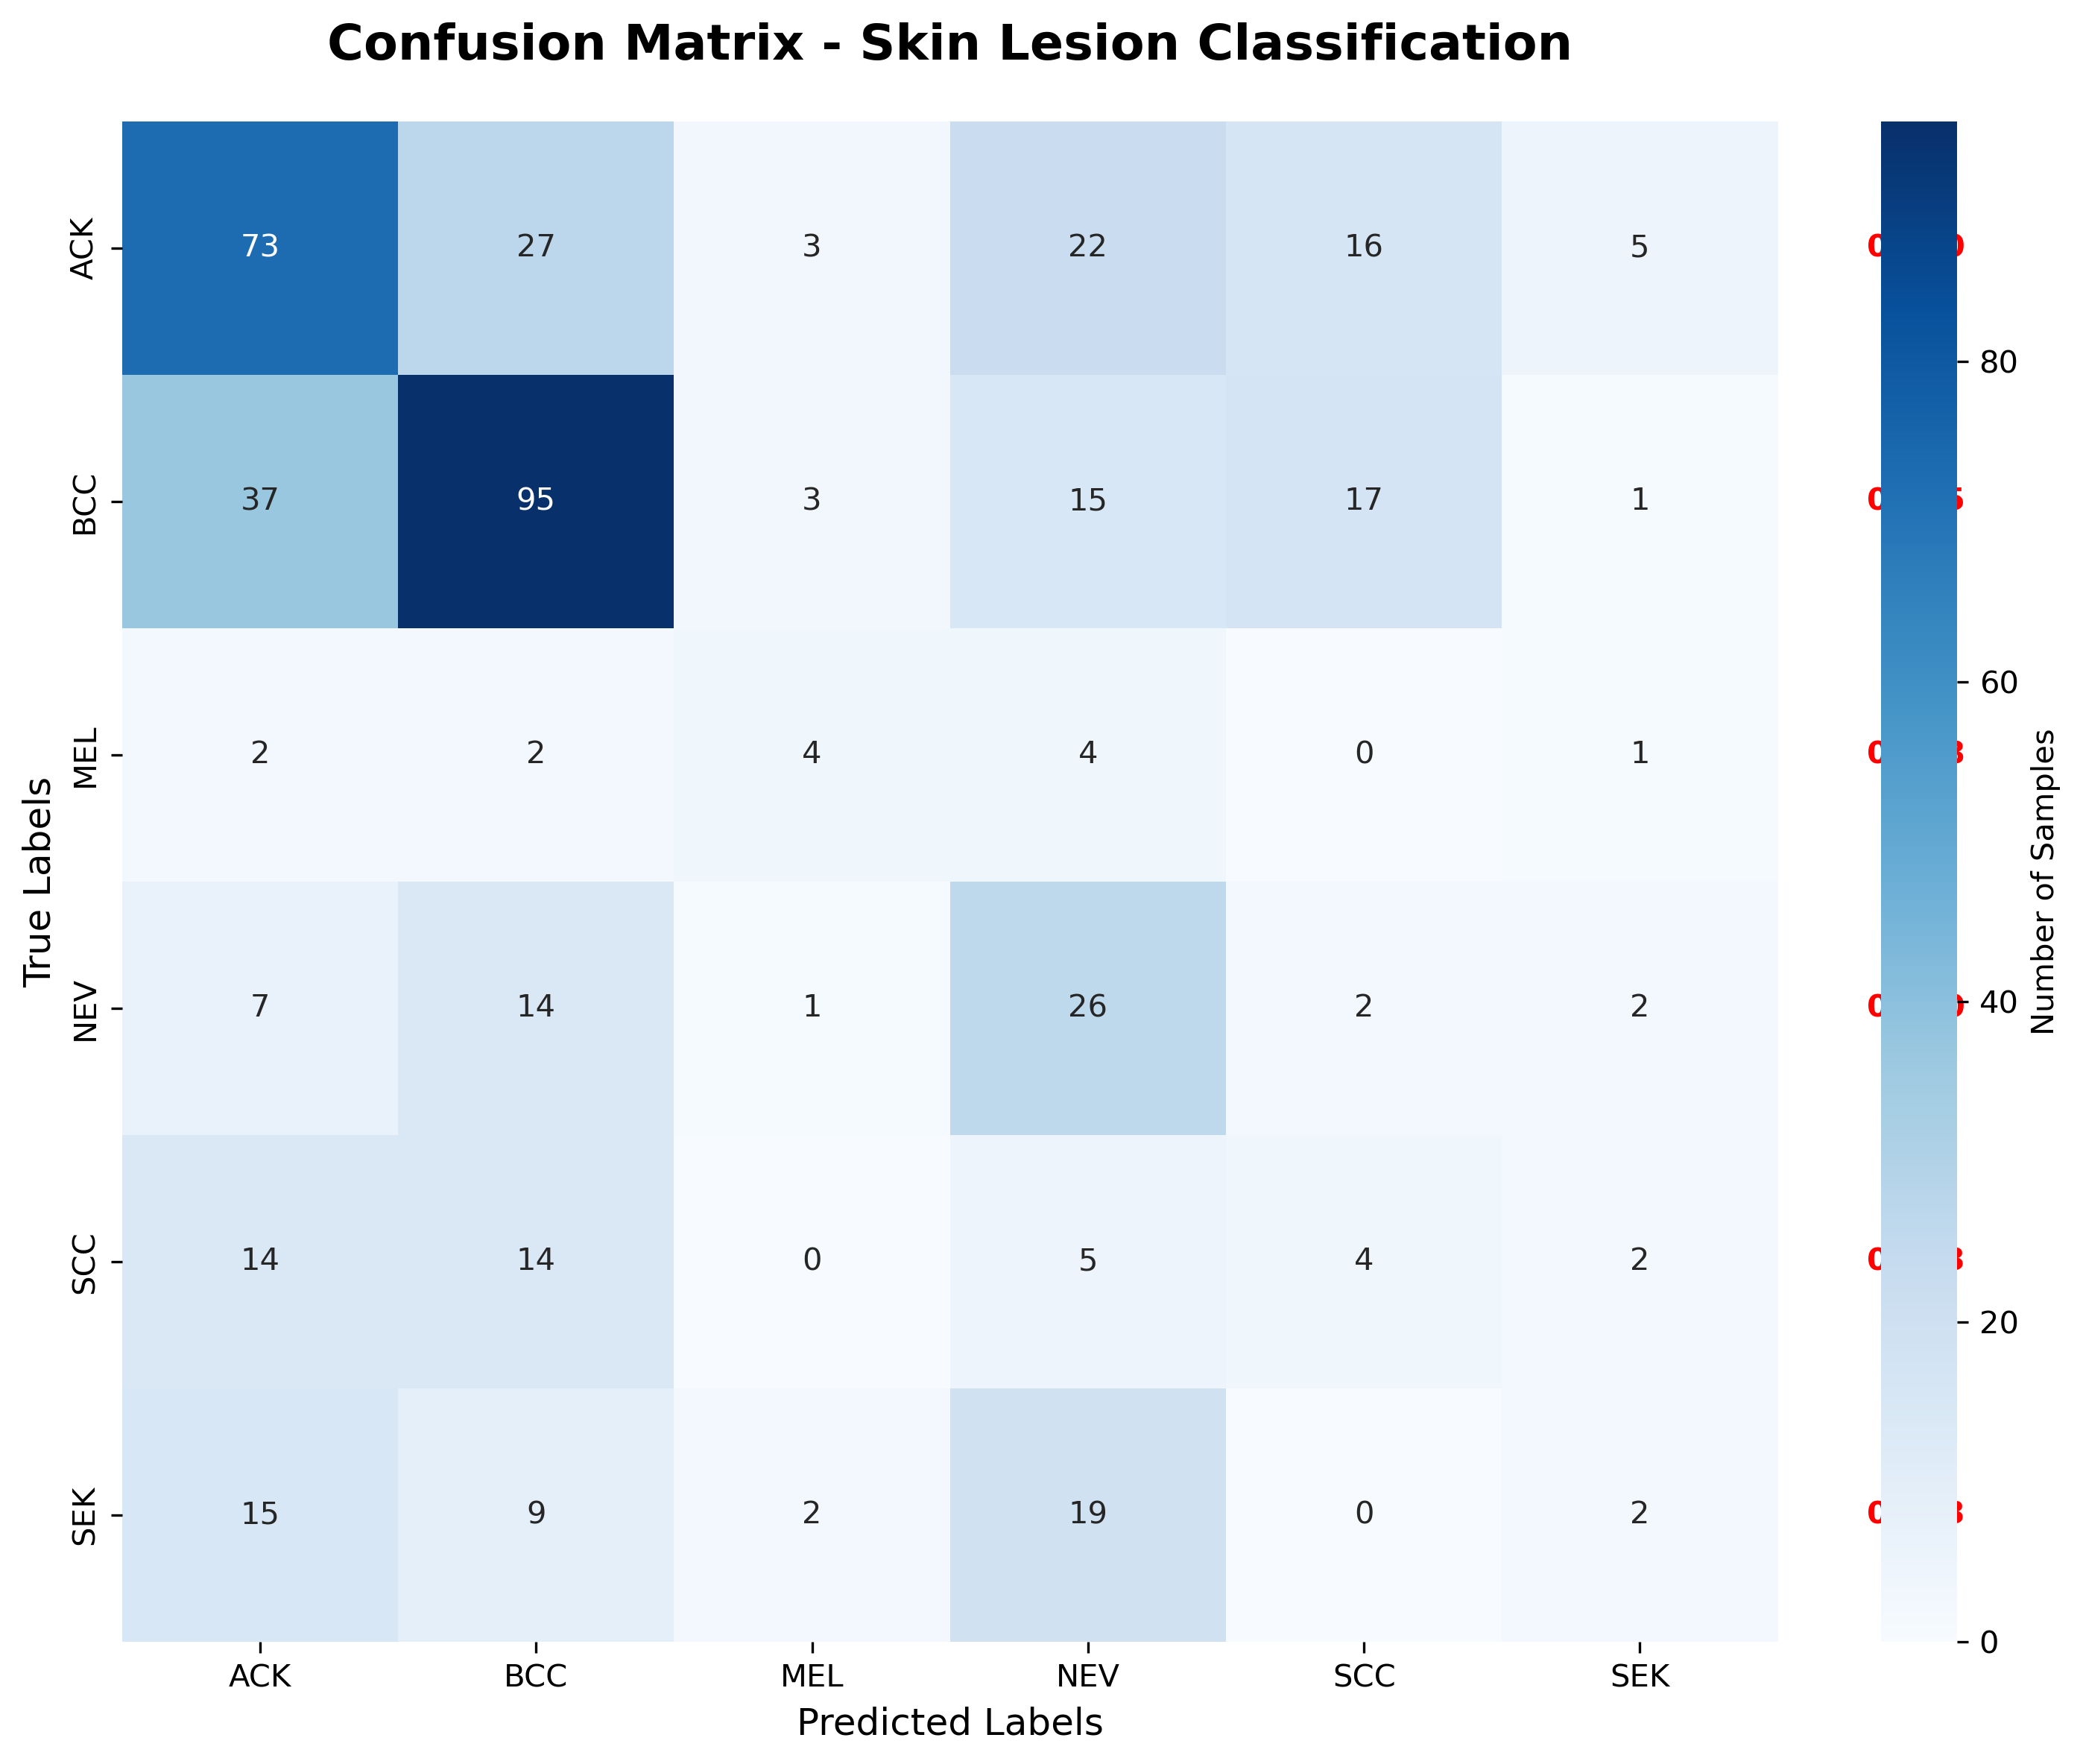 Confusion Matrix - Skin Lesion Classification
True Labels
ACK 73 27 3 22 16 5
BCC 37 95 3 15 17 1
MEL 2 2 4 4 0 1
NEV 7 14 1 26 2 2
SCC 14 14 0 5 4 2
SEK 15 9 2 19 0 2
ACK BCC MEL NEV SCC SEK
Predicted Labels
80
60
40
20
0
Number of Samples